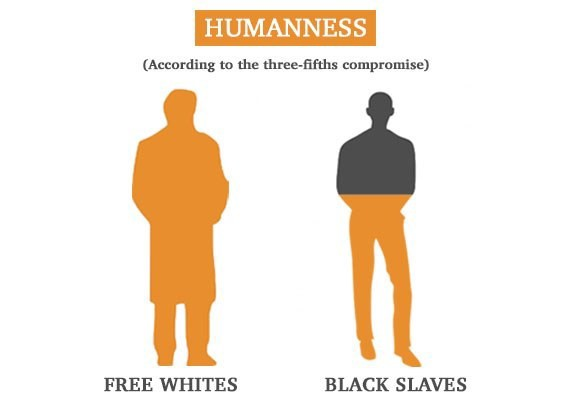 HUMANNESS
(According to the three-fifths compromise)
FREE WHITES
BLACK SLAVES